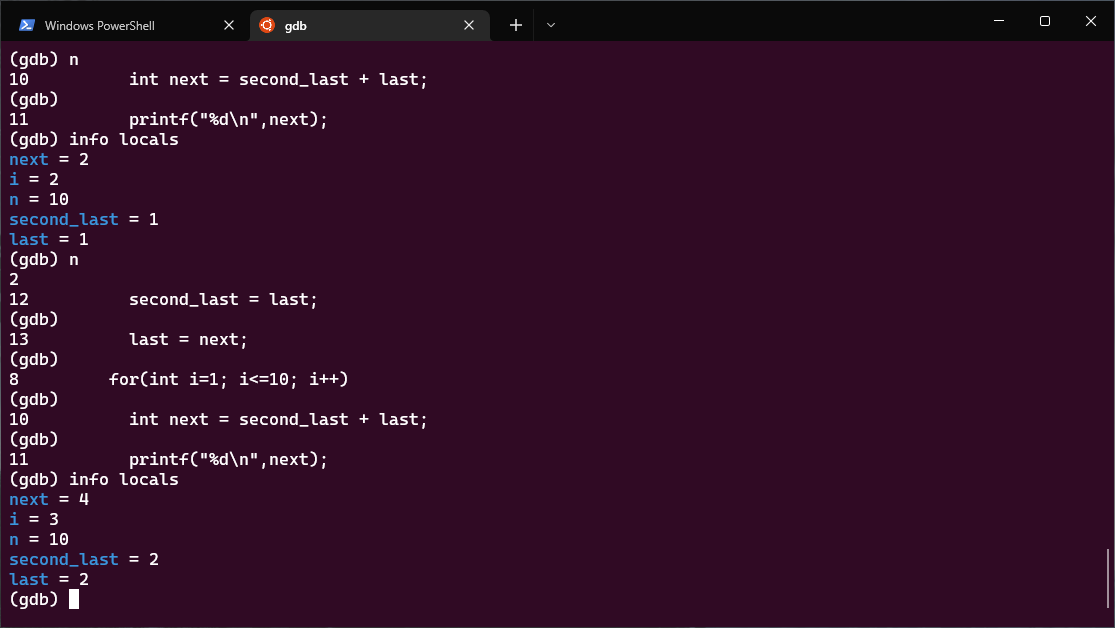 Windows PowerShell
gdb
(gdb) n
10          int next = second_last + last;
(gdb)
11          printf("%d\n",next);
(gdb) info locals
next = 2
i = 2
n = 10
second_last = 1
last = 1
(gdb) n
2
12          second_last = last;
(gdb)
13          last = next;
(gdb)
8         for(int i=1; i<=10; i++)
(gdb)
10          int next = second_last + last;
(gdb)
11          printf("%d\n",next);
(gdb) info locals
next = 4
i = 3
n = 10
second_last = 2
last = 2
(gdb)